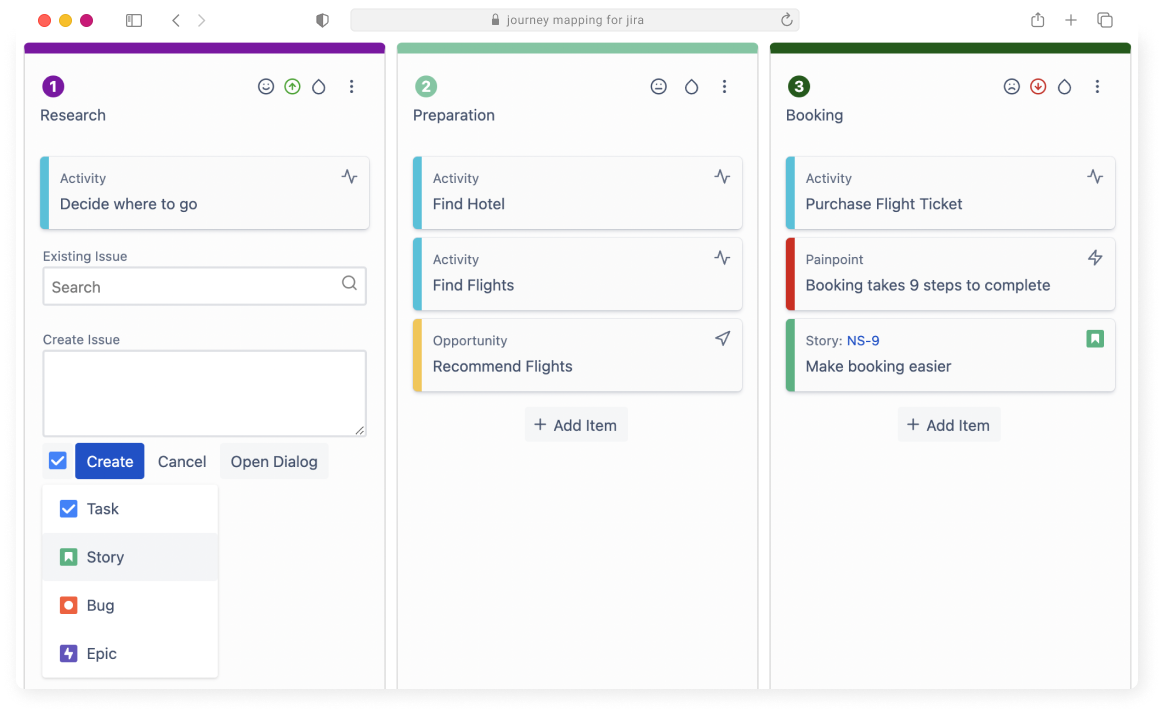 journey mapping for jira
1
Research
Activity
Decide where to go
Existing Issue
Search
Create Issue
Create Cancel Open Dialog
Task
Story
Bug
Epic
2
Preparation
Activity
Find Hotel
Activity
Find Flights
Opportunity
Recommend Flights
+ Add Item
3
Booking
Activity
Purchase Flight Ticket
Painpoint
Booking takes 9 steps to complete
Story: NS-9
Make booking easier
+ Add Item